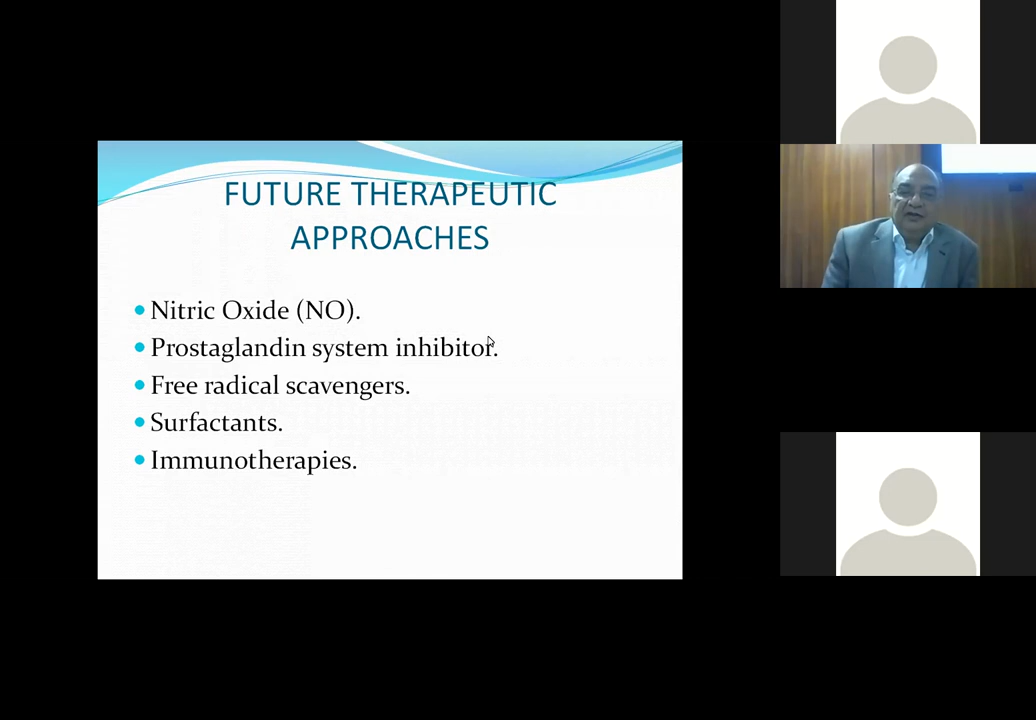 FUTURE THERAPEUTIC
APPROACHES
Nitric Oxide (NO).
Prostaglandin system inhibitor.
Free radical scavengers.
Surfactants.
Immunotherapies.